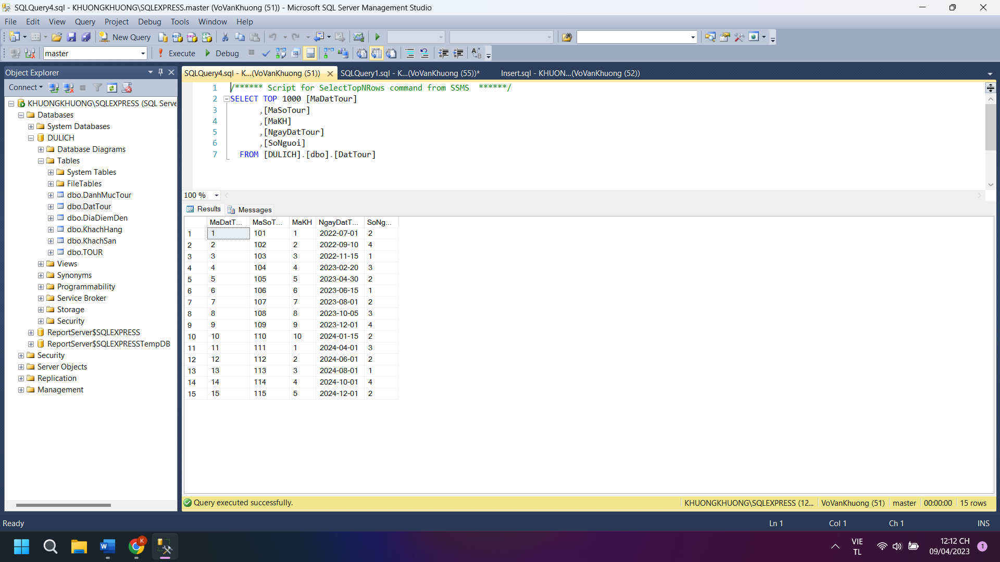 SQLQuery4.sql - KHUONGKHUONG\SQLEXPRESS.master (VoVanKhuong (51)) - Microsoft SQL Server Management Studio
File Edit View Query Project Debug Tools Window Help
New Query
master Execute Debug
Object Explorer
Connect
KHUONGKHUONG\SQLEXPRESS (SQL Serve
Databases
System Databases
DULICH
Database Diagrams
Tables
System Tables
FileTables
dbo.DanhMucTour
dbo.DatTour
dbo.DiaDiemDen
dbo.KhachHang
dbo.KhachSan
dbo.TOUR
Views
Synonyms
Programmability
Service Broker
Storage
Security
ReportServer$SQLEXPRESS
ReportServer$SQLEXPRESSTempDB
Security
Server Objects
Replication
Management
SQLQuery4.sql - K...(VoVanKhuong (51)) SQLQuery1.sql - K...(VoVanKhuong (55))* Insert.sql - KHUON...(VoVanKhuong (52))
1 /****** Script for SelectTopNRows command from SSMS  ******/
2 SELECT TOP 1000 [MaDatTour]
3 ,[MaSoTour]
4 ,[MaKH]
5 ,[NgayDatTour]
6 ,[SoNguoi]
7 FROM [DULICH].[dbo].[DatTour]
100 %
Results Messages
MaDatT... MaSoT... MaKH NgayDatT... SoNg...
1 1 101 1 2022-07-01 2
2 2 102 2 2022-09-10 4
3 3 103 3 2022-11-15 1
4 4 104 4 2023-02-20 3
5 5 105 5 2023-04-30 2
6 6 106 6 2023-06-15 1
7 7 107 7 2023-08-01 2
8 8 108 8 2023-10-05 3
9 9 109 9 2023-12-01 4
10 10 110 10 2024-01-15 2
11 11 111 1 2024-04-01 3
12 12 112 2 2024-06-01 2
13 13 113 3 2024-08-01 1
14 14 114 4 2024-10-01 4
15 15 115 5 2024-12-01 2
Query executed successfully. KHUONGKHUONG\SQLEXPRESS (12... VoVanKhuong (51) master 00:00:00 15 rows
Ready Ln 1 Col 1 Ch 1 INS
VIE
TL
12:12 CH
09/04/2023
1